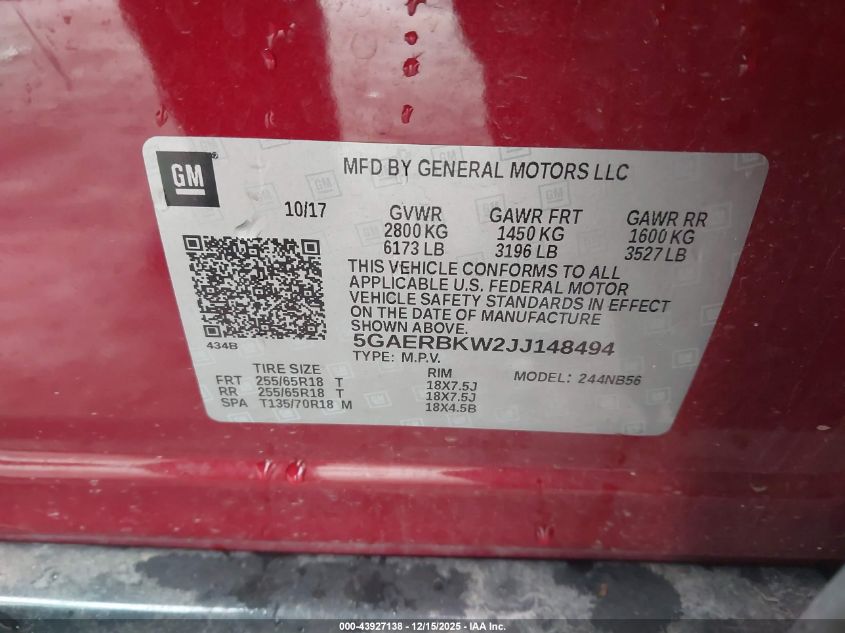 GM
MFD BY GENERAL MOTORS LLC
10/17
GVWR GAWR FRT GAWR RR
2800 KG 1450 KG 1600 KG
6173 LB 3196 LB 3527 LB
THIS VEHICLE CONFORMS TO ALL
APPLICABLE U.S. FEDERAL MOTOR
VEHICLE SAFETY STANDARDS IN EFFECT
ON THE DATE OF MANUFACTURE
SHOWN ABOVE.
434B
5GAERBKW2JJ148494
TYPE: M.P.V. MODEL: 244NB56
TIRE SIZE RIM
FRT 255/65R18 T 18X7.5J
RR 255/65R18 T 18X7.5J
SPA T135/70R18 M 18X4.5B
000-43927138 - 12/15/2025 - IAA Inc.